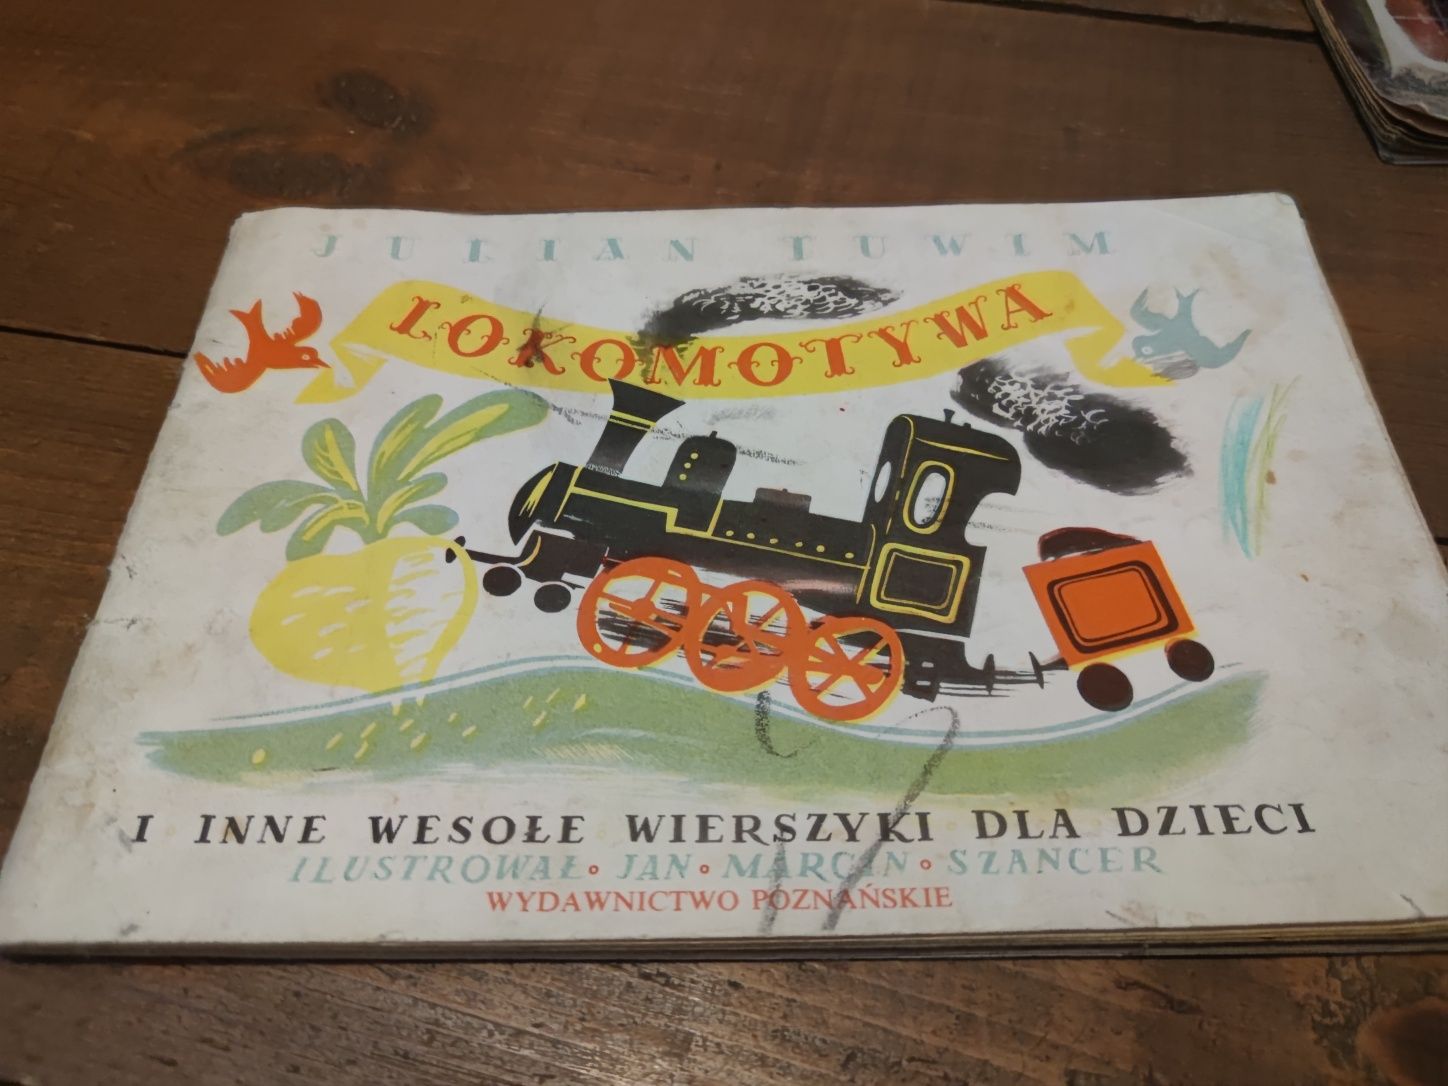 JULIAN TUWIM
LOKOMOTYWA
I INNE WESOŁE WIERSZYKI DLA DZIECI
ILUSTROWAŁ • JAN • MARCIN • SZANCER
WYDAWNICTWO POZNAŃSKIE